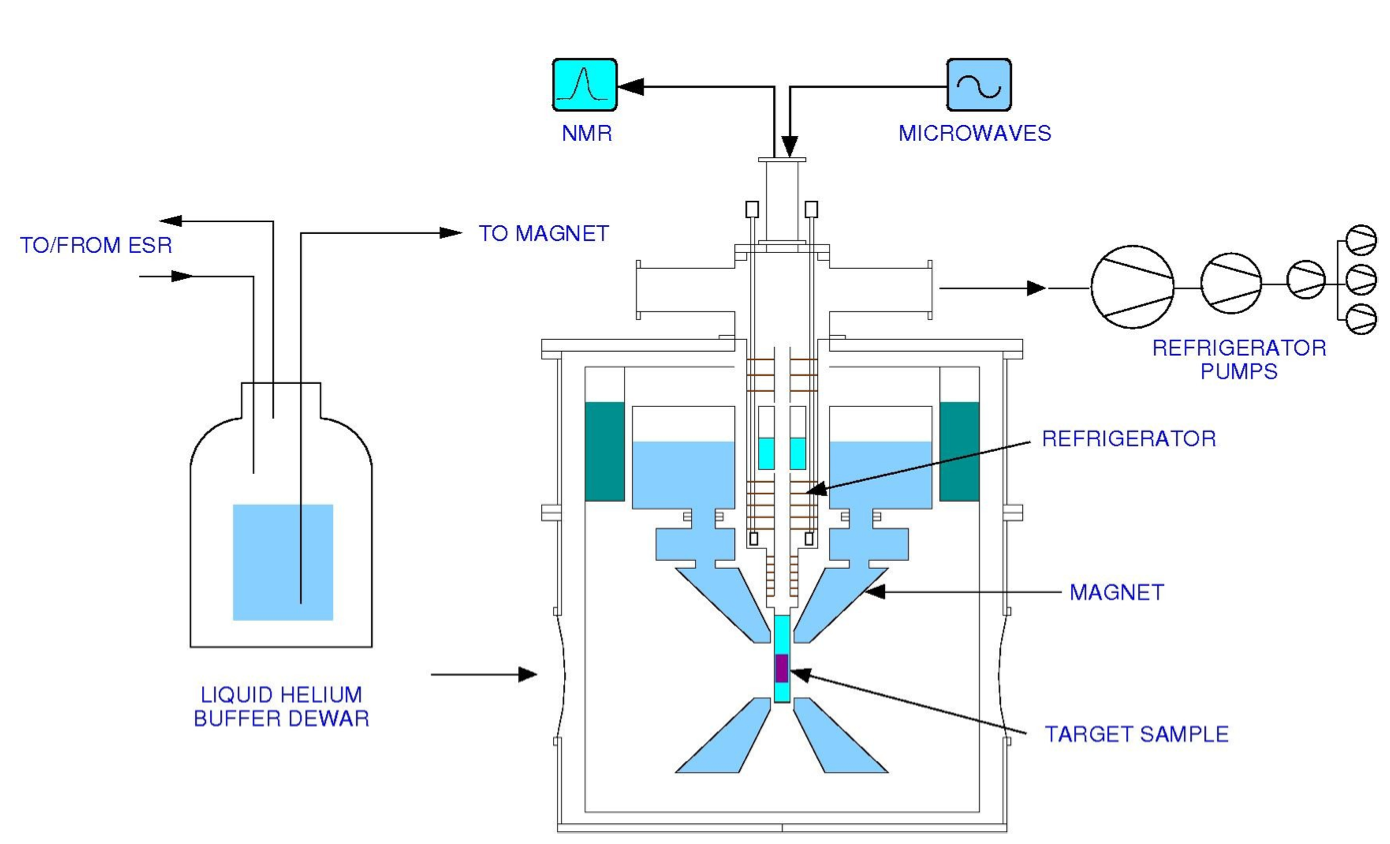 NMR
MICROWAVES
TO/FROM ESR
TO MAGNET
REFRIGERATOR
PUMPS
REFRIGERATOR
MAGNET
LIQUID HELIUM
BUFFER DEWAR
TARGET SAMPLE